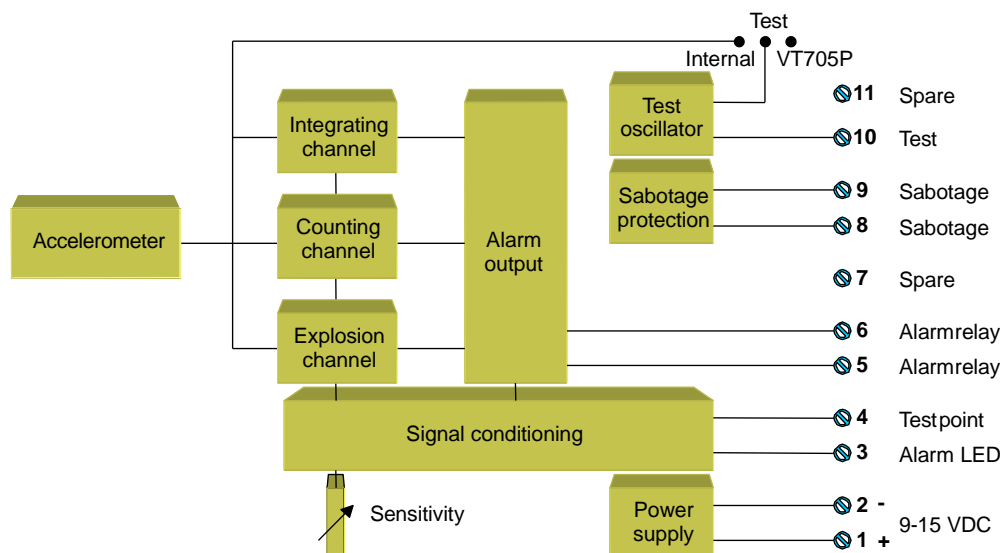 Test
Internal
VT705P
Test
oscillator
11 Spare
10 Test
Integrating
channel
Sabotage
protection
9 Sabotage
8 Sabotage
Accelerometer
Counting
channel
Alarm
output
7 Spare
Explosion
channel
6 Alarmrelay
5 Alarmrelay
Signal conditioning
4 Testpoint
3 Alarm LED
Sensitivity
Power
supply
2 -
1 +
9-15 VDC